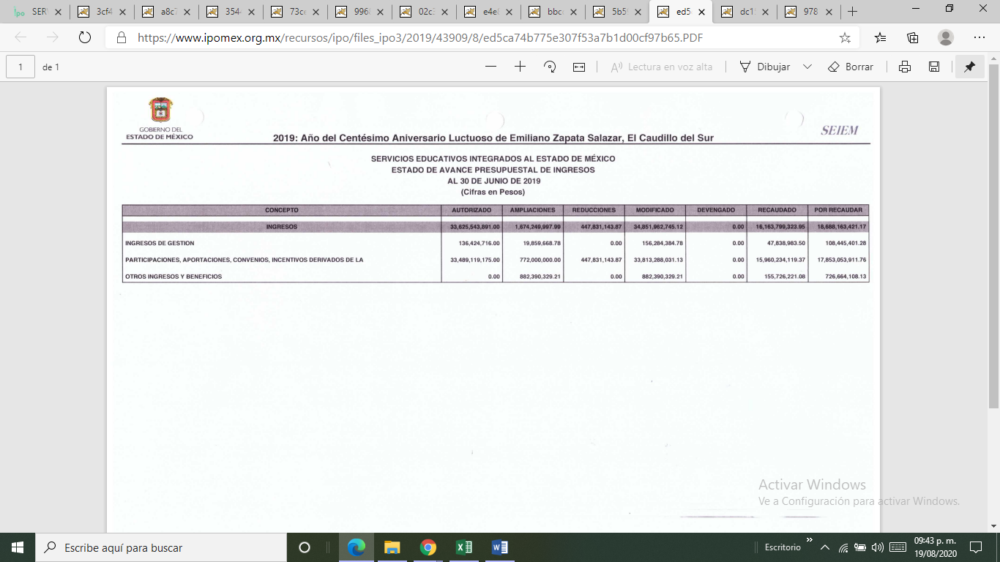 SER
3cf4
a8c7
3544
73ce
9968
02c3
e4e
bbc
5b5
ed5
dc1
978
https://www.ipomex.org.mx/recursos/ipo/files_ipo3/2019/43909/8/ed5ca74b775e307f53a7b1d00cf97b65.PDF
1 de 1
Lectura en voz alta
Dibujar
Borrar
GOBIERNO DEL
ESTADO DE MÉXICO
2019: Año del Centésimo Aniversario Luctuoso de Emiliano Zapata Salazar, El Caudillo del Sur
SEIEM
SERVICIOS EDUCATIVOS INTEGRADOS AL ESTADO DE MÉXICO
ESTADO DE AVANCE PRESUPUESTAL DE INGRESOS
AL 30 DE JUNIO DE 2019
(Cifras en Pesos)
CONCEPTO AUTORIZADO AMPLIACIONES REDUCCIONES MODIFICADO DEVENGADO RECAUDADO POR RECAUDAR
INGRESOS 33,625,543,891.00 1,674,249,997.99 447,831,143.87 34,851,962,745.12 0.00 16,163,799,323.95 18,688,163,421.17
INGRESOS DE GESTION 136,424,716.00 19,859,668.78 0.00 156,284,384.78 0.00 47,838,983.50 108,445,401.28
PARTICIPACIONES, APORTACIONES, CONVENIOS, INCENTIVOS DERIVADOS DE LA 33,489,119,175.00 772,000,000.00 447,831,143.87 33,813,288,031.13 0.00 15,960,234,119.37 17,853,053,911.76
OTROS INGRESOS Y BENEFICIOS 0.00 882,390,329.21 0.00 882,390,329.21 0.00 155,726,221.08 726,664,108.13
Activar Windows
Ve a Configuración para activar Windows.
Escribe aquí para buscar
Escritorio
09:43 p. m.
19/08/2020